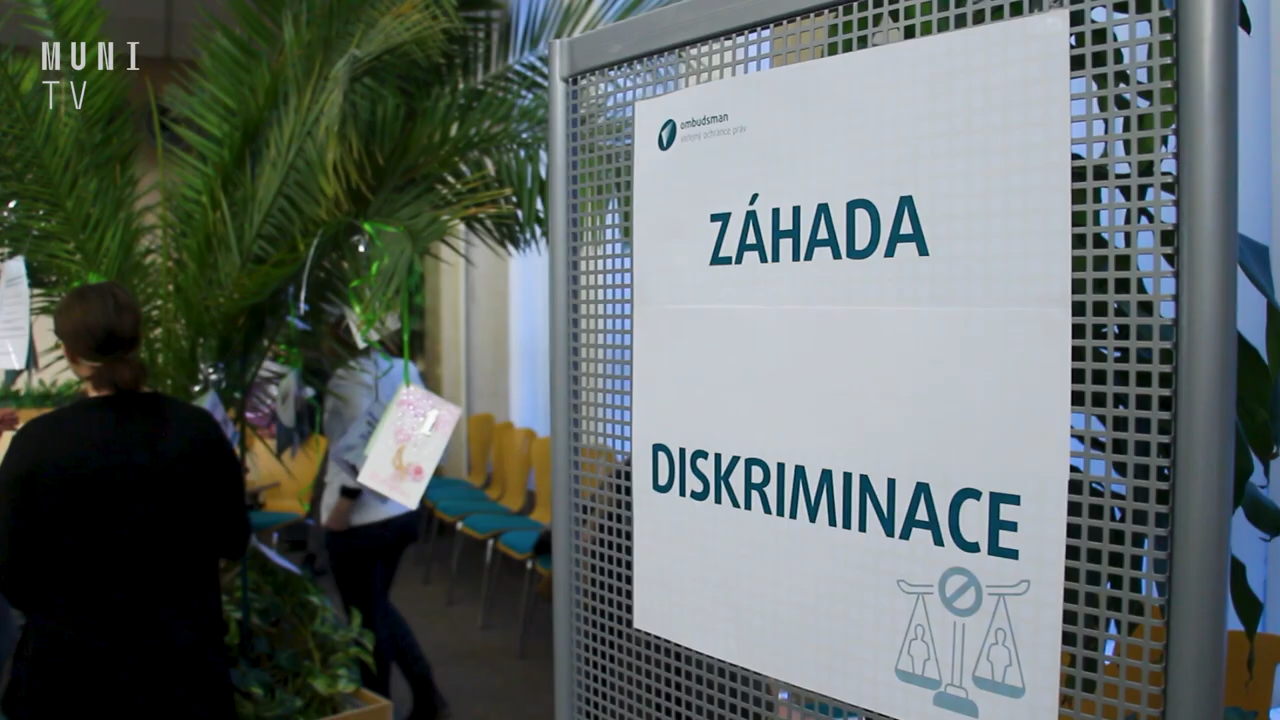 MUNI
TV
ombudsman
veřejný ochránce práv
ZÁHADA
DISKRIMINACE